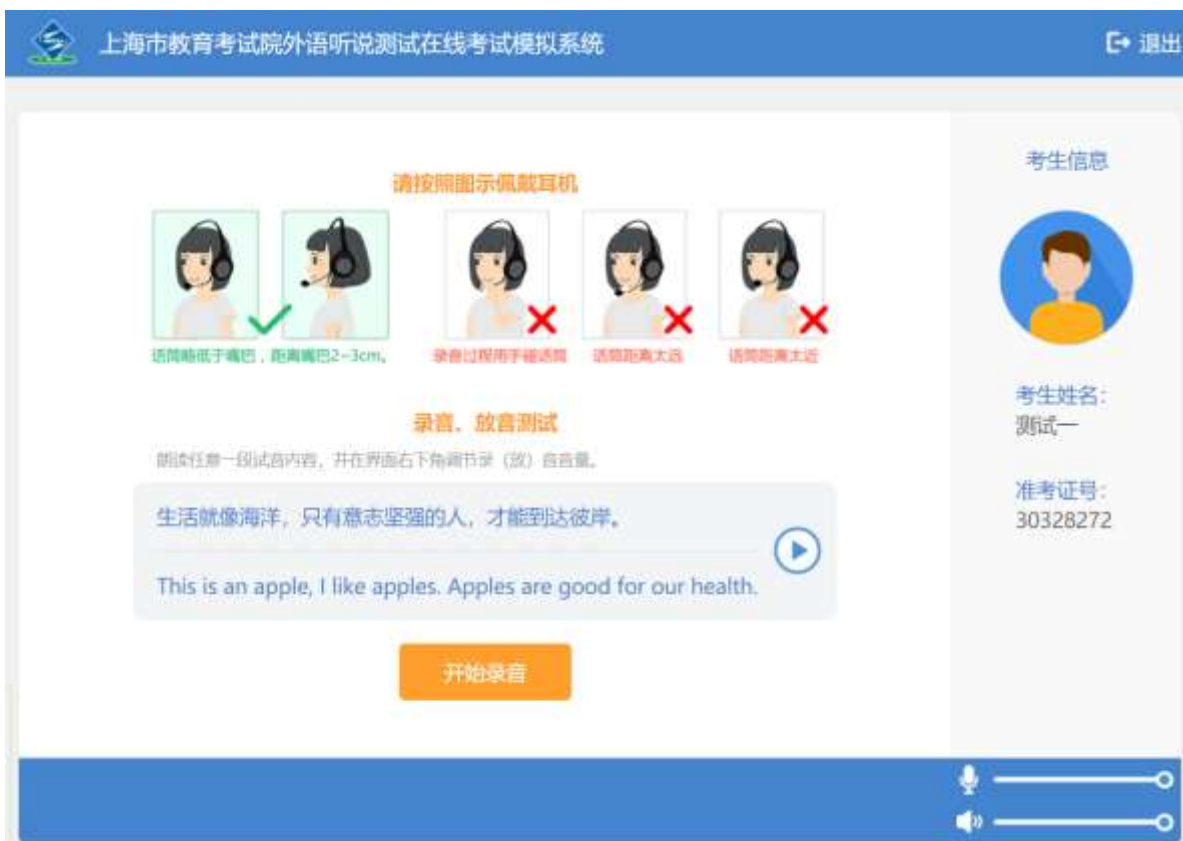 上海市教育考试院外语听说测试在线考试模拟系统
退出
请按照图示佩戴耳机
话筒略低于嘴巴，距离嘴巴2-3cm。
录音过程用手碰话筒
话筒距离太远
话筒距离太近
录音、放音测试
朗读任意一段试音内容，并在界面右下角调节录（放）音音量。
生活就像海洋，只有意志坚强的人，才能到达彼岸。
This is an apple, I like apples. Apples are good for our health.
开始录音
考生信息
考生姓名：
测试一
准考证号：
30328272